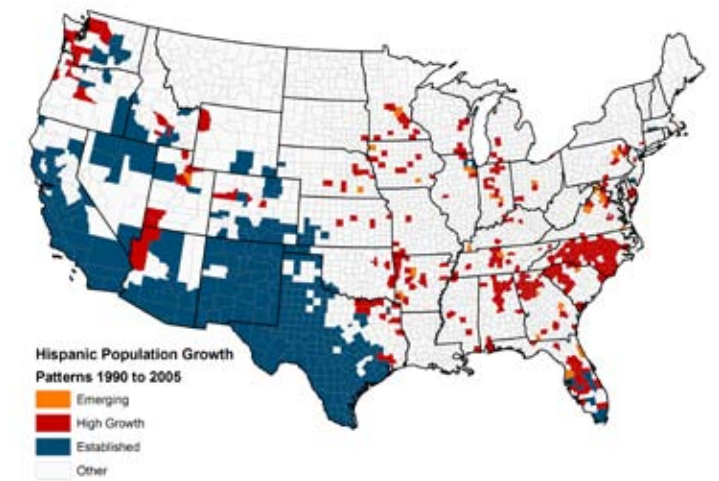 Hispanic Population Growth
Patterns 1990 to 2005
Emerging
High Growth
Established
Other